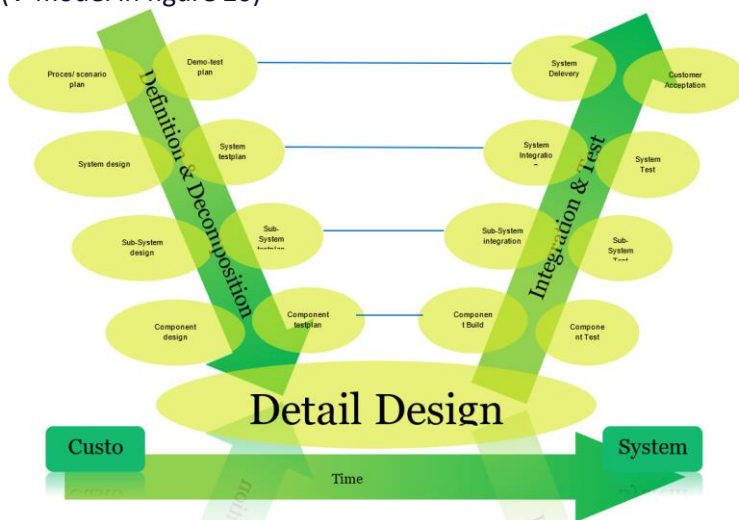 (V-model in figure 20)
Proces/ scenario
plan
Demo-test
plan
System
Delevery
Customer
Acceptation
System design
System
testplan
System
Integratio
System
Test
Sub-System
design
Sub-
System
Sub-System
integration
Sub-
System
Component
design
Component
testplan
Componen
t Build
Compone
nt Test
Definition & Decomposition
Integration & Test
Detail Design
Custo
System
Time